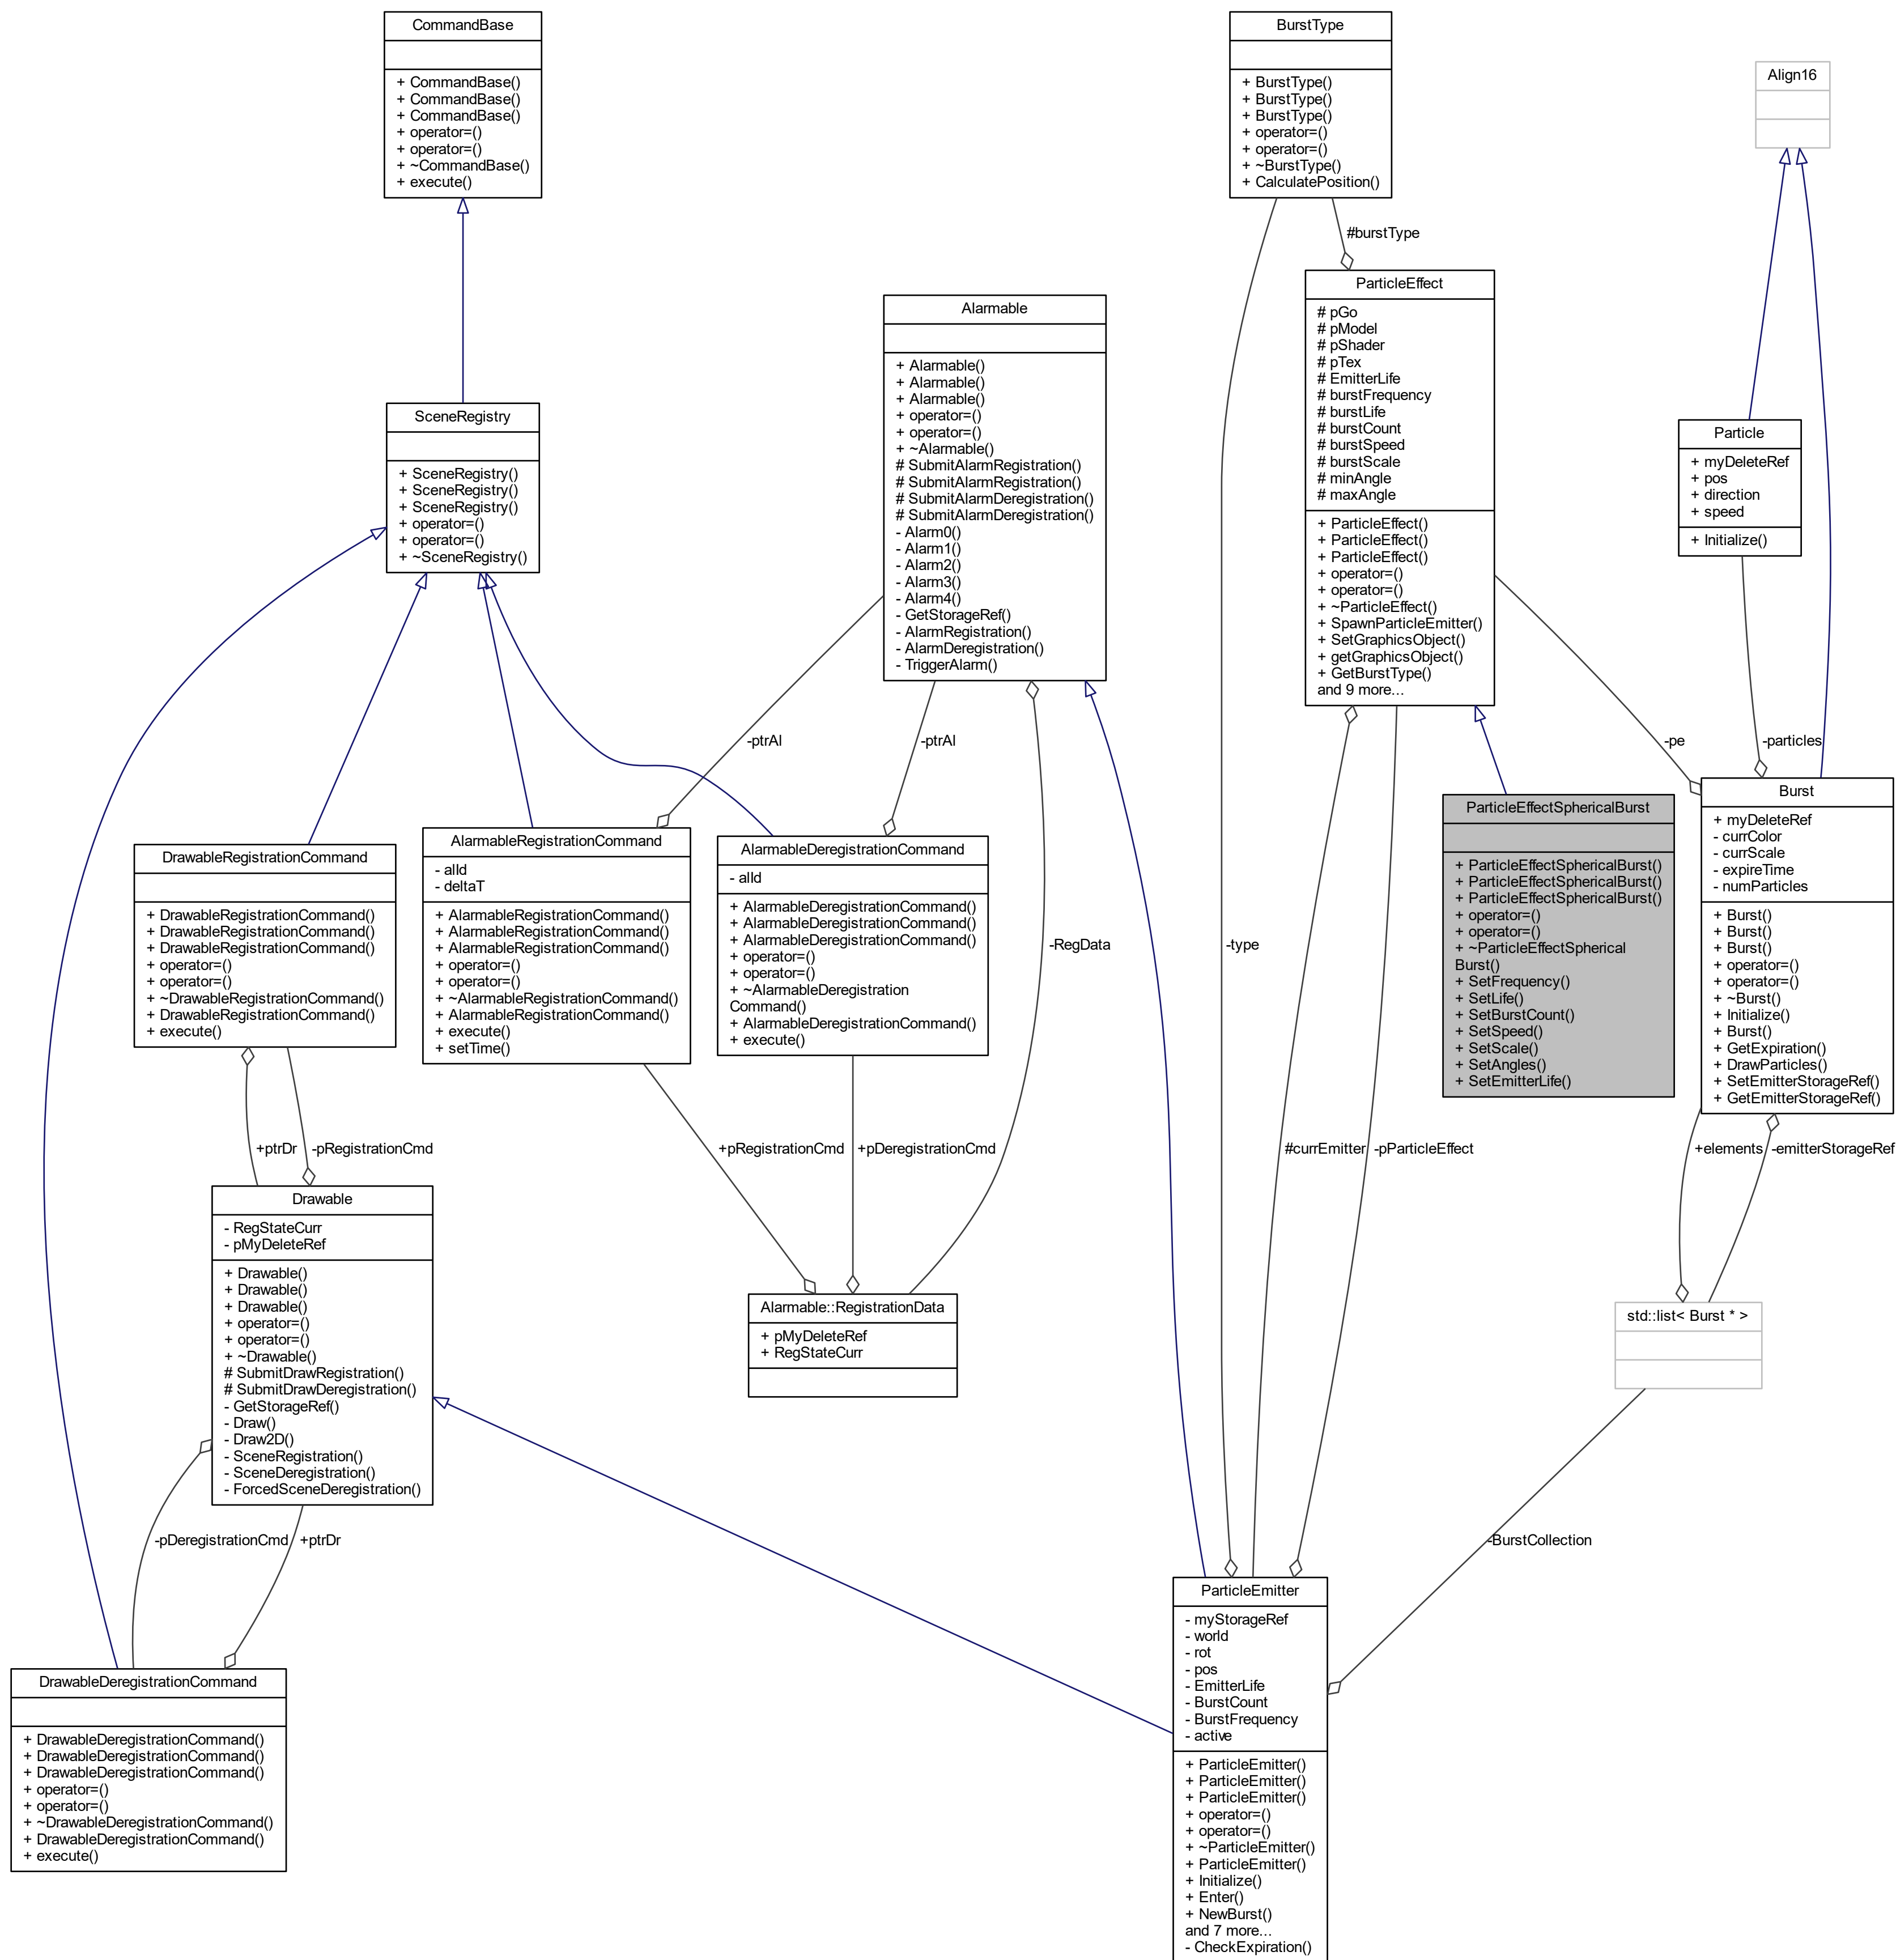 CommandBase
+ CommandBase()
+ CommandBase()
+ CommandBase()
+ operator=()
+ operator=()
+ ~CommandBase()
+ execute()
BurstType
+ BurstType()
+ BurstType()
+ BurstType()
+ operator=()
+ operator=()
+ ~BurstType()
+ CalculatePosition()
Align16
#burstType
ParticleEffect
# pGo
# pModel
# pShader
# pTex
# EmitterLife
# burstFrequency
# burstLife
# burstCount
# burstSpeed
# burstScale
# minAngle
# maxAngle
+ ParticleEffect()
+ ParticleEffect()
+ ParticleEffect()
+ operator=()
+ operator=()
+ ~ParticleEffect()
+ SpawnParticleEmitter()
+ SetGraphicsObject()
+ getGraphicsObject()
+ GetBurstType()
and 9 more...
Alarmable
+ Alarmable()
+ Alarmable()
+ Alarmable()
+ operator=()
+ operator=()
+ ~Alarmable()
# SubmitAlarmRegistration()
# SubmitAlarmRegistration()
# SubmitAlarmDeregistration()
# SubmitAlarmDeregistration()
- Alarm0()
- Alarm1()
- Alarm2()
- Alarm3()
- Alarm4()
- GetStorageRef()
- AlarmRegistration()
- AlarmDeregistration()
- TriggerAlarm()
SceneRegistry
+ SceneRegistry()
+ SceneRegistry()
+ SceneRegistry()
+ operator=()
+ operator=()
+ ~SceneRegistry()
Particle
+ myDeleteRef
+ pos
+ direction
+ speed
+ Initialize()
-ptrAl
-ptrAl
-pe
-particles
DrawableRegistrationCommand
+ DrawableRegistrationCommand()
+ DrawableRegistrationCommand()
+ DrawableRegistrationCommand()
+ operator=()
+ operator=()
+ ~DrawableRegistrationCommand()
+ DrawableRegistrationCommand()
+ execute()
AlarmableRegistrationCommand
- alId
- deltaT
+ AlarmableRegistrationCommand()
+ AlarmableRegistrationCommand()
+ AlarmableRegistrationCommand()
+ operator=()
+ operator=()
+ ~AlarmableRegistrationCommand()
+ AlarmableRegistrationCommand()
+ execute()
+ setTime()
AlarmableDeregistrationCommand
- alId
+ AlarmableDeregistrationCommand()
+ AlarmableDeregistrationCommand()
+ AlarmableDeregistrationCommand()
+ operator=()
+ operator=()
+ ~AlarmableDeregistration
Command()
+ AlarmableDeregistrationCommand()
+ execute()
-RegData
-type
ParticleEffectSphericalBurst
+ ParticleEffectSphericalBurst()
+ ParticleEffectSphericalBurst()
+ ParticleEffectSphericalBurst()
+ operator=()
+ operator=()
+ ~ParticleEffectSpherical
Burst()
+ SetFrequency()
+ SetLife()
+ SetBurstCount()
+ SetSpeed()
+ SetScale()
+ SetAngles()
+ SetEmitterLife()
Burst
+ myDeleteRef
- currColor
- currScale
- expireTime
- numParticles
+ Burst()
+ Burst()
+ Burst()
+ operator=()
+ operator=()
+ ~Burst()
+ Initialize()
+ Burst()
+ GetExpiration()
+ DrawParticles()
+ SetEmitterStorageRef()
+ GetEmitterStorageRef()
+ptrDr
-pRegistrationCmd
+pRegistrationCmd
+pDeregistrationCmd
#currEmitter
-pParticleEffect
+elements
-emitterStorageRef
Drawable
- RegStateCurr
- pMyDeleteRef
+ Drawable()
+ Drawable()
+ Drawable()
+ operator=()
+ operator=()
+ ~Drawable()
# SubmitDrawRegistration()
# SubmitDrawDeregistration()
- GetStorageRef()
- Draw()
- Draw2D()
- SceneRegistration()
- SceneDeregistration()
- ForcedSceneDeregistration()
Alarmable::RegistrationData
+ pMyDeleteRef
+ RegStateCurr
std::list< Burst * >
-pDeregistrationCmd
+ptrDr
-BurstCollection
ParticleEmitter
- myStorageRef
- world
- rot
- pos
- EmitterLife
- BurstCount
- BurstFrequency
- active
+ ParticleEmitter()
+ ParticleEmitter()
+ ParticleEmitter()
+ operator=()
+ operator=()
+ ~ParticleEmitter()
+ ParticleEmitter()
+ Initialize()
+ Enter()
+ NewBurst()
and 7 more...
- CheckExpiration()
DrawableDeregistrationCommand
+ DrawableDeregistrationCommand()
+ DrawableDeregistrationCommand()
+ DrawableDeregistrationCommand()
+ operator=()
+ operator=()
+ ~DrawableDeregistrationCommand()
+ DrawableDeregistrationCommand()
+ execute()